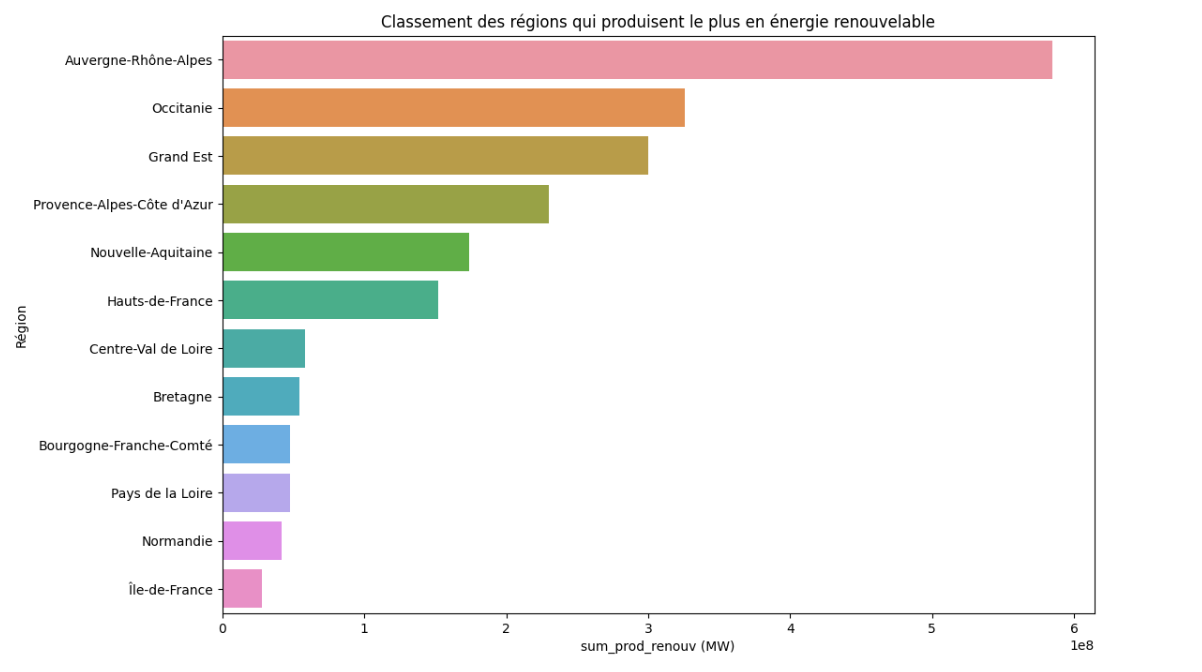 Classement des régions qui produisent le plus en énergie renouvelable
Auvergne-Rhône-Alpes
Occitanie
Grand Est
Provence-Alpes-Côte d'Azur
Nouvelle-Aquitaine
Hauts-de-France
Région
Centre-Val de Loire
Bretagne
Bourgogne-Franche-Comté
Pays de la Loire
Normandie
Île-de-France
0 1 2 3 4 5 6
sum_prod_renouv (MW)
1e8